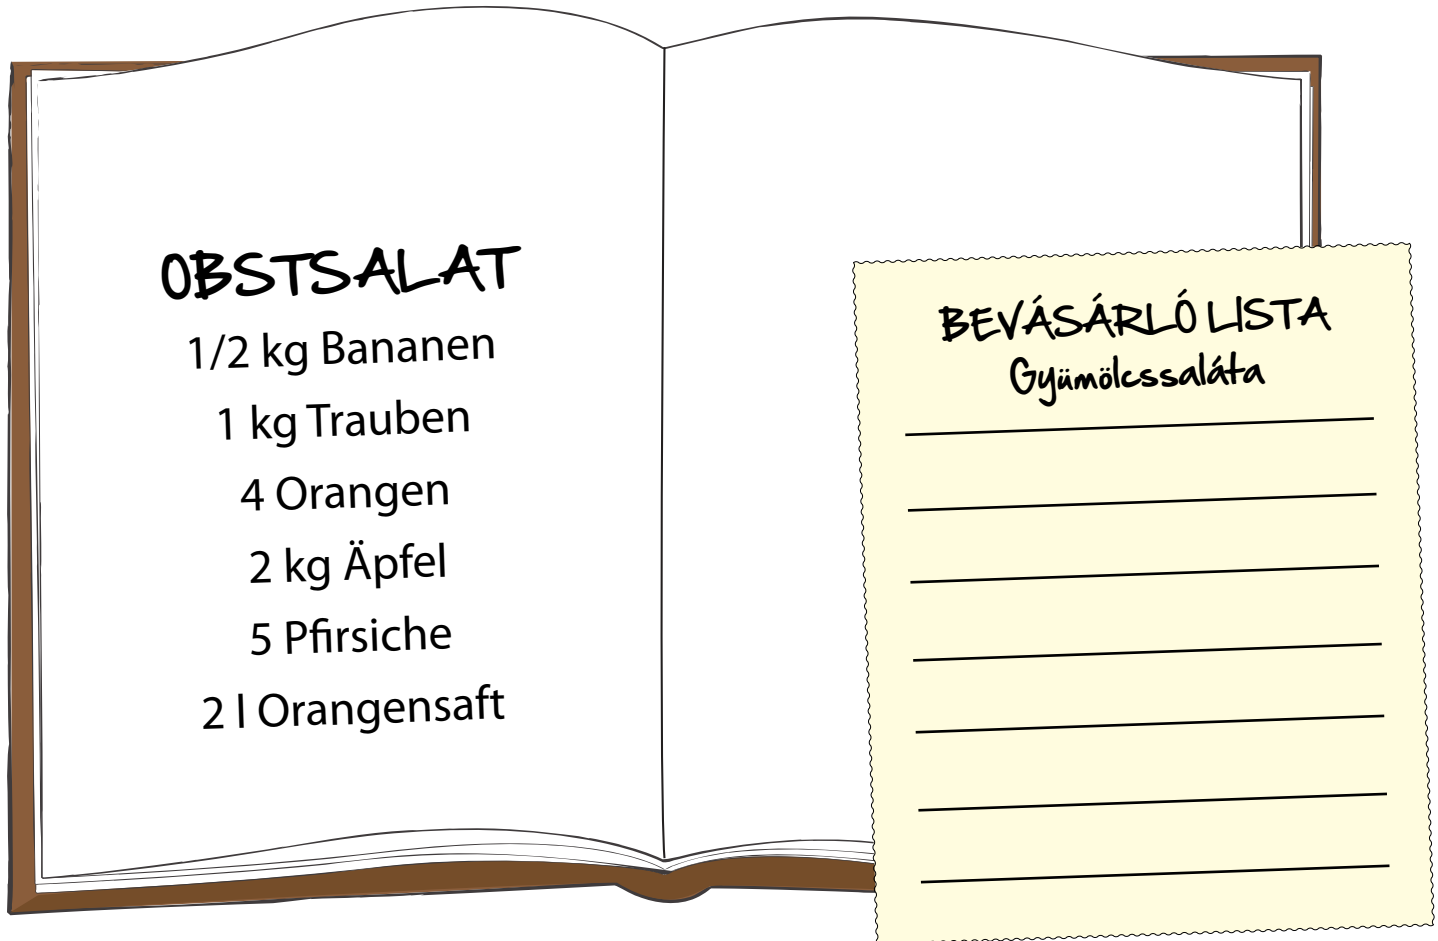 OBSTSALAT
1/2 kg Bananen
1 kg Trauben
4 Orangen
2 kg Äpfel
5 Pfirsiche
2 l Orangensaft
BEVÁSÁRLÓ LISTA
Gyümölcssaláta